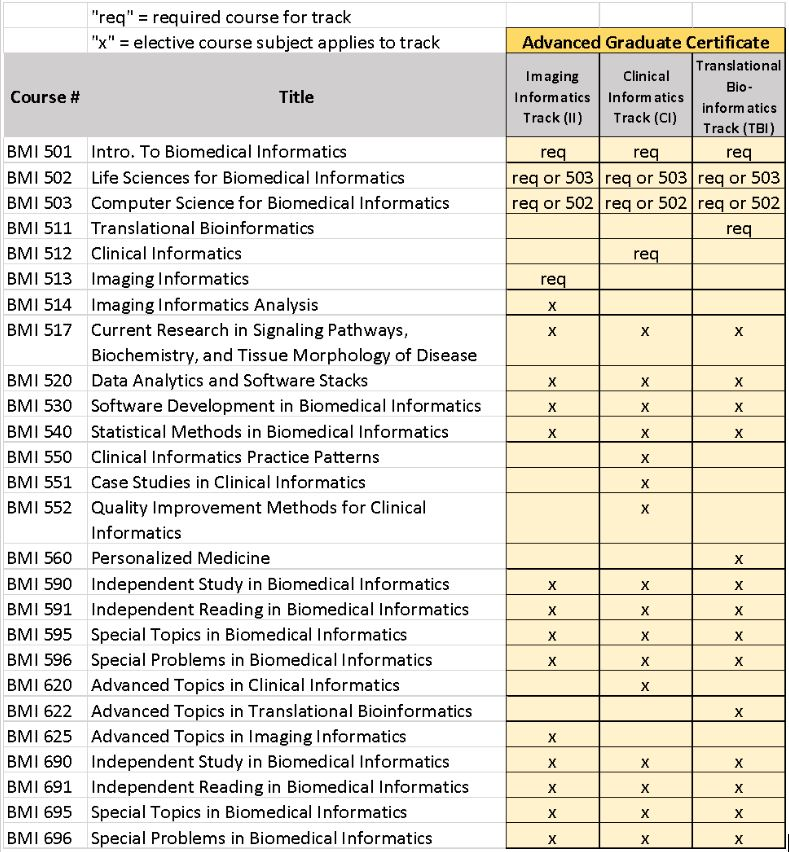 "req" = required course for track
"x" = elective course subject applies to track Advanced Graduate Certificate
Course # Title Imaging Informatics Track (II) Clinical Informatics Track (CI) Translational Bio-informatics Track (TBI)
BMI 501 Intro. To Biomedical Informatics req req req
BMI 502 Life Sciences for Biomedical Informatics req or 503 req or 503 req or 503
BMI 503 Computer Science for Biomedical Informatics req or 502 req or 502 req or 502
BMI 511 Translational Bioinformatics req
BMI 512 Clinical Informatics req
BMI 513 Imaging Informatics req
BMI 514 Imaging Informatics Analysis x
BMI 517 Current Research in Signaling Pathways, x x x
Biochemistry, and Tissue Morphology of Disease
BMI 520 Data Analytics and Software Stacks x x x
BMI 530 Software Development in Biomedical Informatics x x x
BMI 540 Statistical Methods in Biomedical Informatics x x x
BMI 550 Clinical Informatics Practice Patterns x
BMI 551 Case Studies in Clinical Informatics x
BMI 552 Quality Improvement Methods for Clinical x
Informatics
BMI 560 Personalized Medicine x
BMI 590 Independent Study in Biomedical Informatics x x x
BMI 591 Independent Reading in Biomedical Informatics x x x
BMI 595 Special Topics in Biomedical Informatics x x x
BMI 596 Special Problems in Biomedical Informatics x x x
BMI 620 Advanced Topics in Clinical Informatics x
BMI 622 Advanced Topics in Translational Bioinformatics x
BMI 625 Advanced Topics in Imaging Informatics x
BMI 690 Independent Study in Biomedical Informatics x x x
BMI 691 Independent Reading in Biomedical Informatics x x x
BMI 695 Special Topics in Biomedical Informatics x x x
BMI 696 Special Problems in Biomedical Informatics x x x